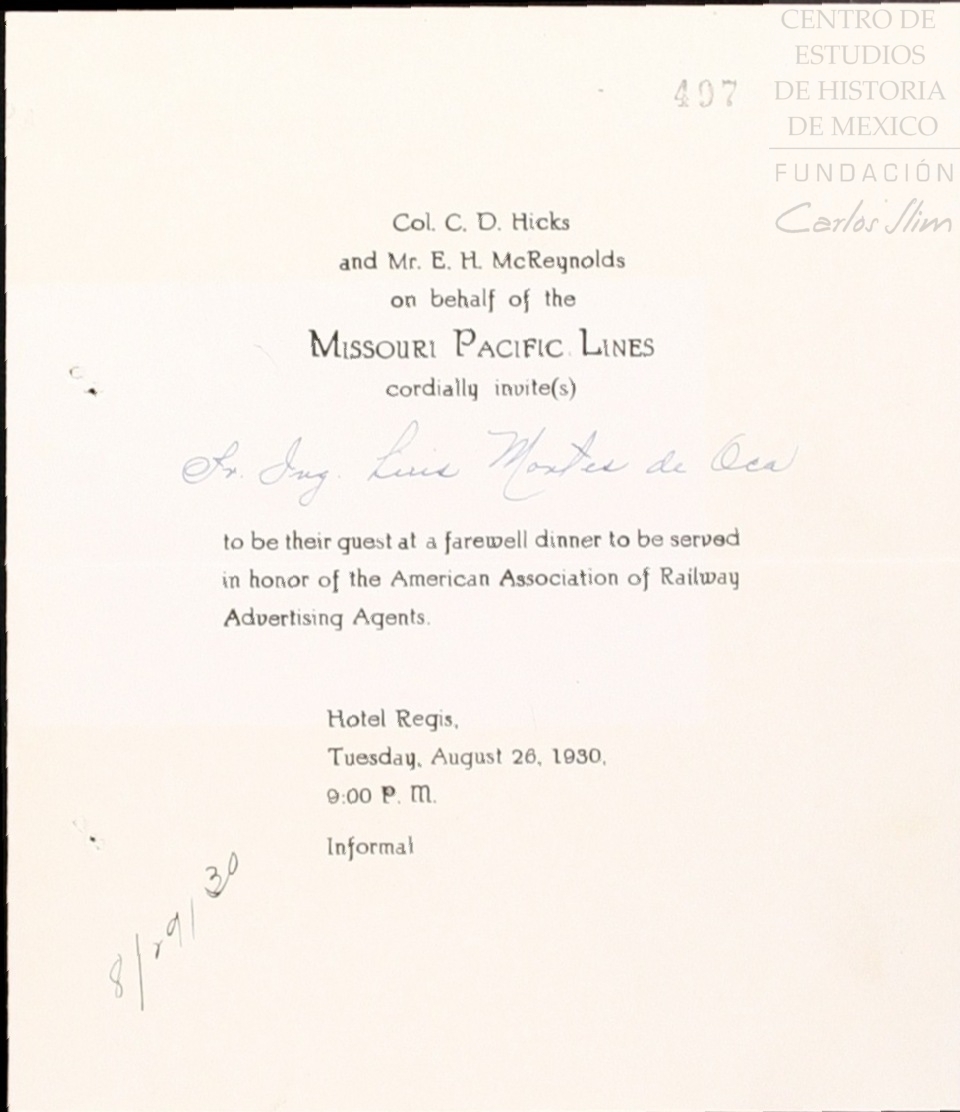 CENTRO DE
ESTUDIOS
DE HISTORIA
DE MEXICO
FUNDACIÓN
Carlos Slim
497
Col. C. D. Hicks
and Mr. E. H. McReynolds
on behalf of the
MISSOURI PACIFIC LINES
cordially invite(s)
Sr. Ing. Luis Montes de Oca
to be their guest at a farewell dinner to be served
in honor of the American Association of Railway
Advertising Agents.
Hotel Regis,
Tuesday, August 26, 1930,
9:00 P. M.
Informal
8/29/30